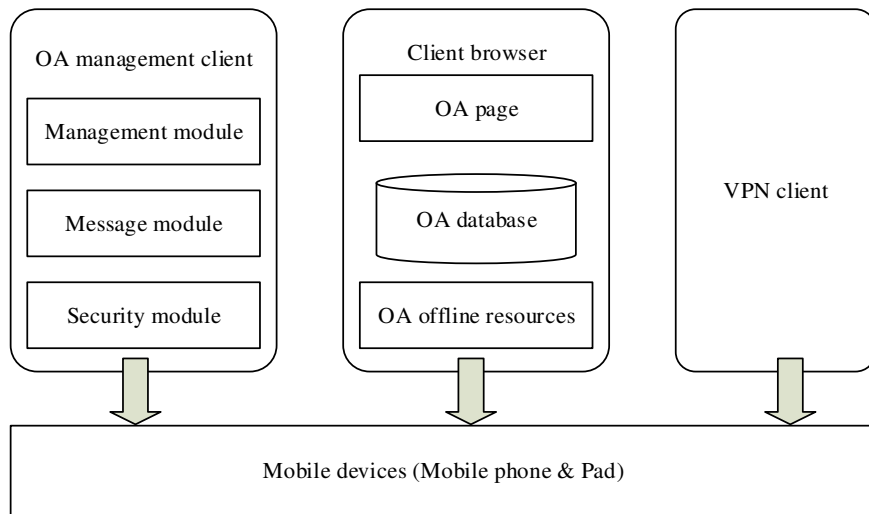 OA management client
Management module
Message module
Security module
Client browser
OA page
OA database
OA offline resources
VPN client
Mobile devices (Mobile phone & Pad)